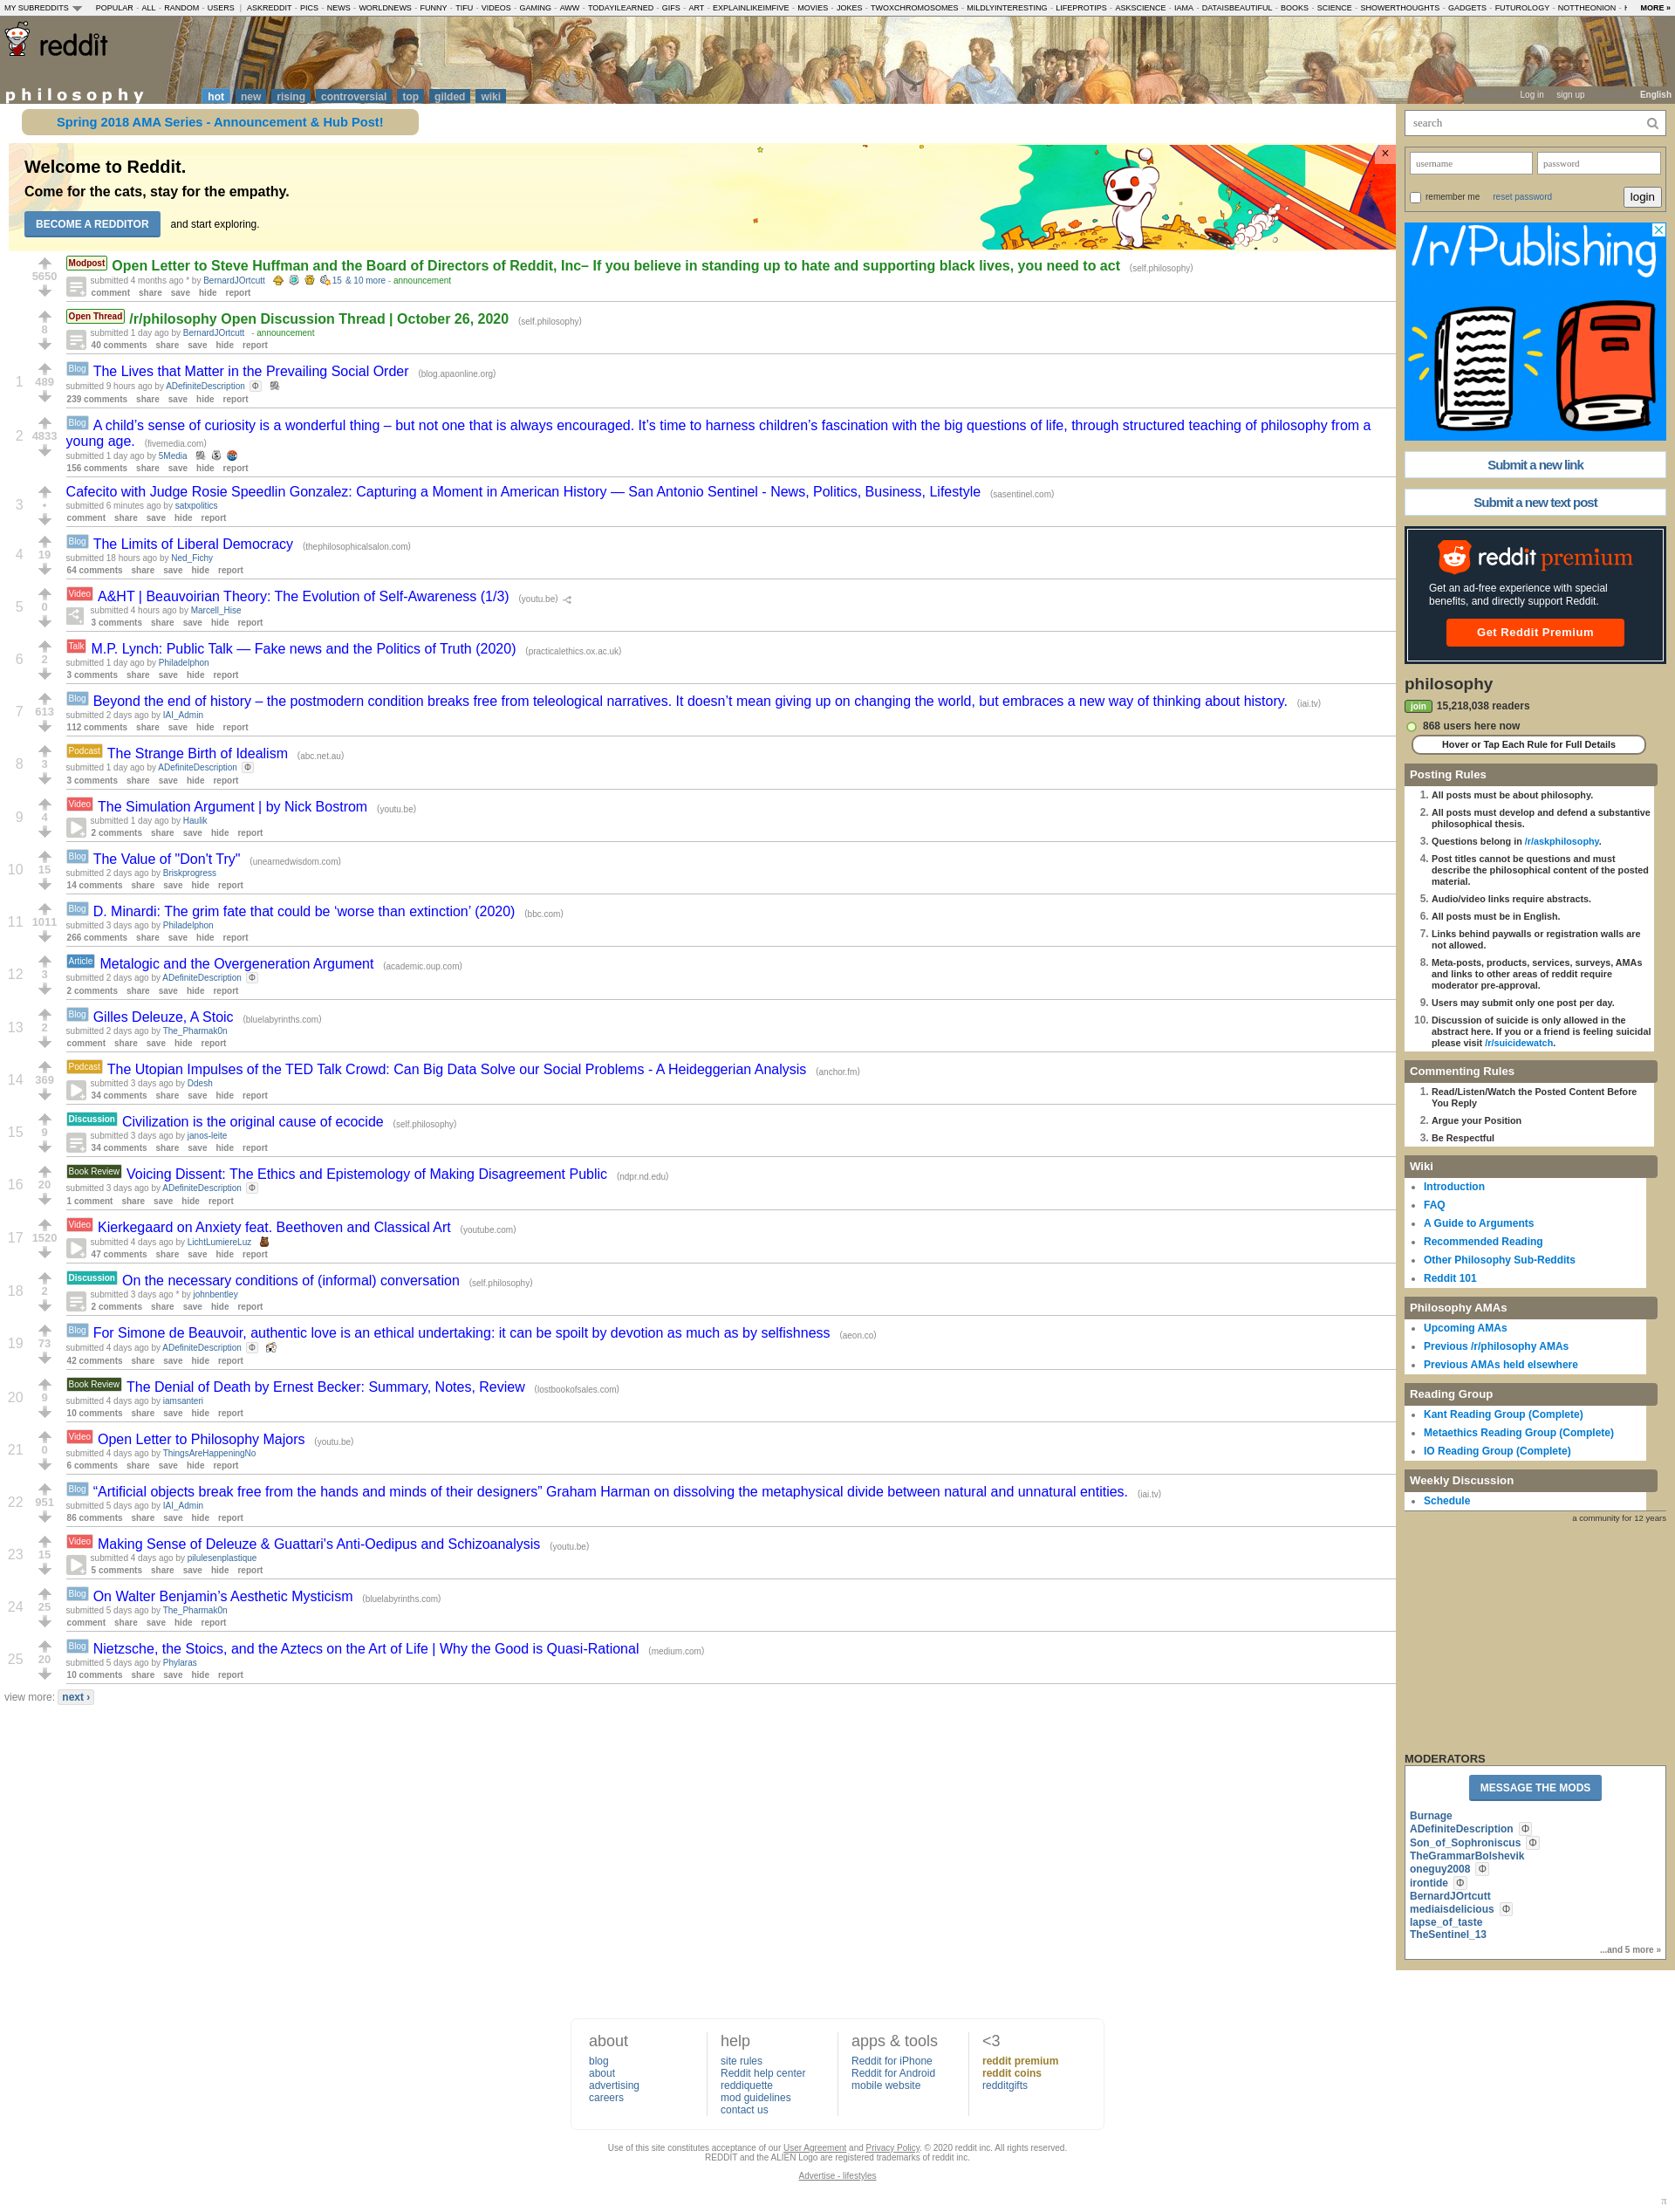 MY SUBREDDITS POPULAR - ALL - RANDOM - USERS | ASKREDDIT - PICS - NEWS - WORLDNEWS - FUNNY - TIFU - VIDEOS - GAMING - AWW - TODAYILEARNED - GIFS - EXPLAINLIKEIMFIVE - MOVIES - JOKES - TWOXCHROMOSOMES - MILDLYINTERESTING - LIFEPROTIPS - ASKSCIENCE - IAMA - DATAISBEAUTIFUL - BOOKS - SCIENCE - SHOWERTHOUGHTS - GADGETS - FUTUROLOGY - NOTTHEONION - MORE »
reddit
philosophy hot new rising controversial top gilded wiki
Log in sign up English
Spring 2018 AMA Series - Announcement & Hub Post!
Welcome to Reddit.
Come for the cats, stay for the empathy.
BECOME A REDDITOR and start exploring.
×
5650
Modpost Open Letter to Steve Huffman and the Board of Directors of Reddit, Inc– If you believe in standing up to hate and supporting black lives, you need to act (self.philosophy)
submitted 4 months ago * by BernardJOrtcutt 15 & 10 more - announcement
comment share save hide report
8
Open Thread /r/philosophy Open Discussion Thread | October 26, 2020 (self.philosophy)
submitted 1 day ago by BernardJOrtcutt - announcement
40 comments share save hide report
1 489
Blog The Lives that Matter in the Prevailing Social Order (blog.apaonline.org)
submitted 9 hours ago by ADefiniteDescription Φ
239 comments share save hide report
2 4833
Blog A child’s sense of curiosity is a wonderful thing – but not one that is always encouraged. It’s time to harness children’s fascination with the big questions of life, through structured teaching of philosophy from a
young age. (fivemedia.com)
submitted 1 day ago by 5Media
156 comments share save hide report
3 •
Cafecito with Judge Rosie Speedlin Gonzalez: Capturing a Moment in American History — San Antonio Sentinel - News, Politics, Business, Lifestyle (sasentinel.com)
submitted 6 minutes ago by satxpolitics
comment share save hide report
4 19
Blog The Limits of Liberal Democracy (thephilosophicalsalon.com)
submitted 18 hours ago by Ned_Fichy
64 comments share save hide report
5 0
Video A&HT | Beauvoirian Theory: The Evolution of Self-Awareness (1/3) (youtu.be)
submitted 4 hours ago by Marcell_Hise
3 comments share save hide report
6 2
Talk M.P. Lynch: Public Talk — Fake news and the Politics of Truth (2020) (practicalethics.ox.ac.uk)
submitted 1 day ago by Philadelphon
3 comments share save hide report
7 613
Blog Beyond the end of history – the postmodern condition breaks free from teleological narratives. It doesn’t mean giving up on changing the world, but embraces a new way of thinking about history. (iai.tv)
submitted 2 days ago by IAI_Admin
112 comments share save hide report
8 3
Podcast The Strange Birth of Idealism (abc.net.au)
submitted 1 day ago by ADefiniteDescription Φ
3 comments share save hide report
9 4
Video The Simulation Argument | by Nick Bostrom (youtu.be)
submitted 1 day ago by Haulik
2 comments share save hide report
10 15
Blog The Value of "Don't Try" (unearnedwisdom.com)
submitted 2 days ago by Briskprogress
14 comments share save hide report
11 1011
Blog D. Minardi: The grim fate that could be ‘worse than extinction’ (2020) (bbc.com)
submitted 3 days ago by Philadelphon
266 comments share save hide report
12 3
Article Metalogic and the Overgeneration Argument (academic.oup.com)
submitted 2 days ago by ADefiniteDescription Φ
2 comments share save hide report
13 2
Blog Gilles Deleuze, A Stoic (bluelabyrinths.com)
submitted 2 days ago by The_Pharmak0n
comment share save hide report
14 369
Podcast The Utopian Impulses of the TED Talk Crowd: Can Big Data Solve our Social Problems - A Heideggerian Analysis (anchor.fm)
submitted 3 days ago by Ddesh
34 comments share save hide report
15 9
Discussion Civilization is the original cause of ecocide (self.philosophy)
submitted 3 days ago by janos-leite
34 comments share save hide report
16 20
Book Review Voicing Dissent: The Ethics and Epistemology of Making Disagreement Public (ndpr.nd.edu)
submitted 3 days ago by ADefiniteDescription Φ
1 comment share save hide report
17 1520
Video Kierkegaard on Anxiety feat. Beethoven and Classical Art (youtube.com)
submitted 4 days ago by LichtLumiereLuz
47 comments share save hide report
18 2
Discussion On the necessary conditions of (informal) conversation (self.philosophy)
submitted 3 days ago * by johnbentley
2 comments share save hide report
19 73
Blog For Simone de Beauvoir, authentic love is an ethical undertaking: it can be spoilt by devotion as much as by selfishness (aeon.co)
submitted 4 days ago by ADefiniteDescription Φ
42 comments share save hide report
20 9
Book Review The Denial of Death by Ernest Becker: Summary, Notes, Review (lostbookofsales.com)
submitted 4 days ago by iamsanteri
10 comments share save hide report
21 0
Video Open Letter to Philosophy Majors (youtu.be)
submitted 4 days ago by ThingsAreHappeningNo
6 comments share save hide report
22 951
Blog “Artificial objects break free from the hands and minds of their designers” Graham Harman on dissolving the metaphysical divide between natural and unnatural entities. (iai.tv)
submitted 5 days ago by IAI_Admin
86 comments share save hide report
23 15
Video Making Sense of Deleuze & Guattari's Anti-Oedipus and Schizoanalysis (youtu.be)
submitted 4 days ago by pilulesenplastique
5 comments share save hide report
24 25
Blog On Walter Benjamin’s Aesthetic Mysticism (bluelabyrinths.com)
submitted 5 days ago by The_Pharmak0n
comment share save hide report
25 20
Blog Nietzsche, the Stoics, and the Aztecs on the Art of Life | Why the Good is Quasi-Rational (medium.com)
submitted 5 days ago by Phylaras
10 comments share save hide report
view more: next ›
search
username password
remember me reset password login
/r/Publishing
Submit a new link
Submit a new text post
reddit premium
Get an ad-free experience with special
benefits, and directly support Reddit.
Get Reddit Premium
philosophy
join 15,218,038 readers
868 users here now
Hover or Tap Each Rule for Full Details
Posting Rules
1. All posts must be about philosophy.
2. All posts must develop and defend a substantive
philosophical thesis.
3. Questions belong in /r/askphilosophy.
4. Post titles cannot be questions and must
describe the philosophical content of the posted
material.
5. Audio/video links require abstracts.
6. All posts must be in English.
7. Links behind paywalls or registration walls are
not allowed.
8. Meta-posts, products, services, surveys, AMAs
and links to other areas of reddit require
moderator pre-approval.
9. Users may submit only one post per day.
10. Discussion of suicide is only allowed in the
abstract here. If you or a friend is feeling suicidal
please visit /r/suicidewatch.
Commenting Rules
1. Read/Listen/Watch the Posted Content Before
You Reply
2. Argue your Position
3. Be Respectful
Wiki
Introduction
FAQ
A Guide to Arguments
Recommended Reading
Other Philosophy Sub-Reddits
Reddit 101
Philosophy AMAs
Upcoming AMAs
Previous /r/philosophy AMAs
Previous AMAs held elsewhere
Reading Group
Kant Reading Group (Complete)
Metaethics Reading Group (Complete)
IO Reading Group (Complete)
Weekly Discussion
Schedule
a community for 12 years
MODERATORS
MESSAGE THE MODS
Burnage
ADefiniteDescription Φ
Son_of_Sophroniscus Φ
TheGrammarBolshevik
oneguy2008 Φ
irontide Φ
BernardJOrtcutt
mediaisdelicious Φ
lapse_of_taste
TheSentinel_13
...and 5 more »
about
blog
about
advertising
careers
help
site rules
Reddit help center
reddiquette
mod guidelines
contact us
apps & tools
Reddit for iPhone
Reddit for Android
mobile website
<3
reddit premium
reddit coins
redditgifts
Use of this site constitutes acceptance of our User Agreement and Privacy Policy. © 2020 reddit inc. All rights reserved.
REDDIT and the ALIEN Logo are registered trademarks of reddit inc.
Advertise - lifestyles
π